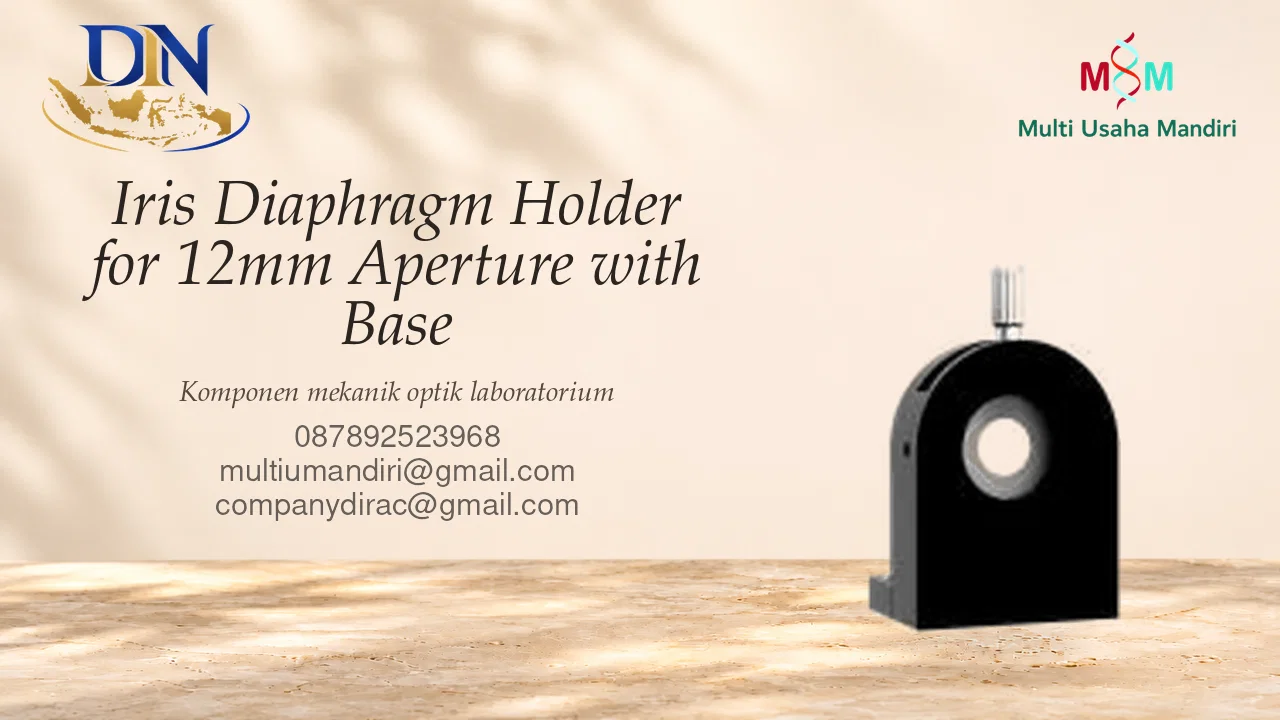 DIN
MSM
Multi Usaha Mandiri
Iris Diaphragm Holder
for 12mm Aperture with
Base
Komponen mekanik optik laboratorium
087892523968
multiumandiri@gmail.com
companydirac@gmail.com